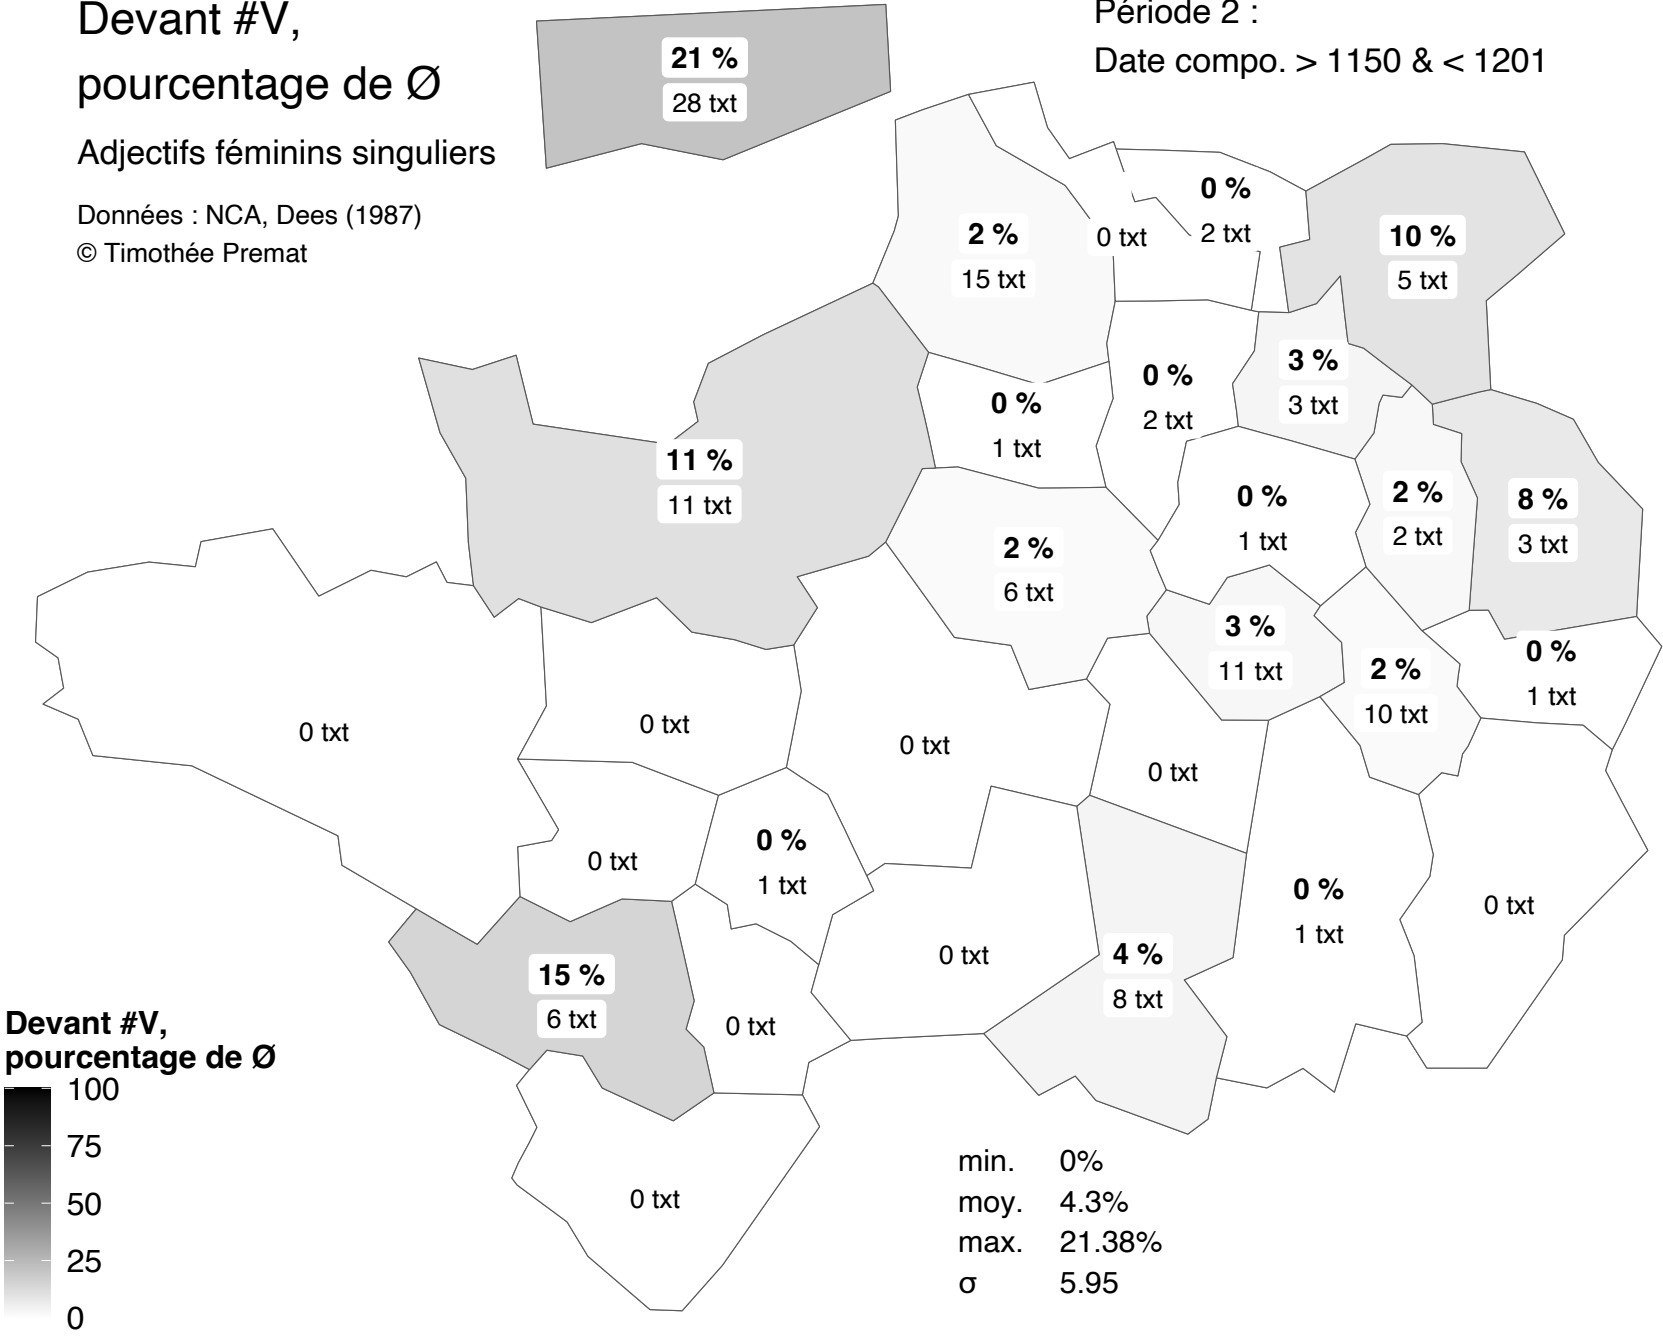 Devant #V,
pourcentage de Ø
Adjectifs féminins singuliers
Données : NCA, Dees (1987)
© Timothée Premat
Période 2 :
Date compo. > 1150 & < 1201
21 %
28 txt
0 %
2 txt
2 %
15 txt
0 txt
10 %
5 txt
3 %
3 txt
0 %
2 txt
0 %
1 txt
11 %
11 txt
0 %
1 txt
2 %
2 txt
8 %
3 txt
2 %
6 txt
3 %
11 txt
2 %
10 txt
0 %
1 txt
0 txt
0 txt
0 txt
0 txt
0 txt
0 %
1 txt
0 %
1 txt
0 txt
0 txt
4 %
8 txt
15 %
6 txt
0 txt
0 txt
Devant #V,
pourcentage de Ø
100
75
50
25
0
min. 0%
moy. 4.3%
max. 21.38%
σ 5.95